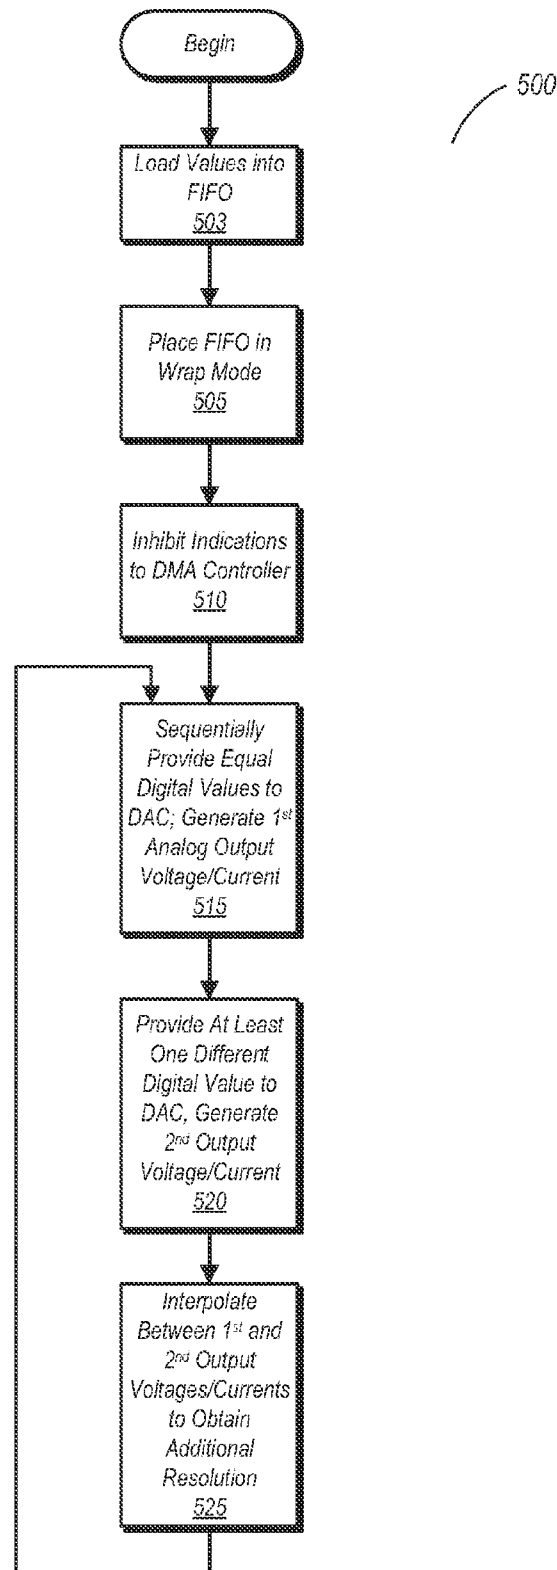 Begin
500
Load Values into
FIFO
503
Place FIFO in
Wrap Mode
505
Inhibit Indications
to DMA Controller
510
Sequentially
Provide Equal
Digital Values to
DAC; Generate 1st
Analog Output
Voltage/Current
515
Provide At Least
One Different
Digital Value to
DAC, Generate
2nd Output
Voltage/Current
520
Interpolate
Between 1st and
2nd Output
Voltages/Currents
to Obtain
Additional
Resolution
525